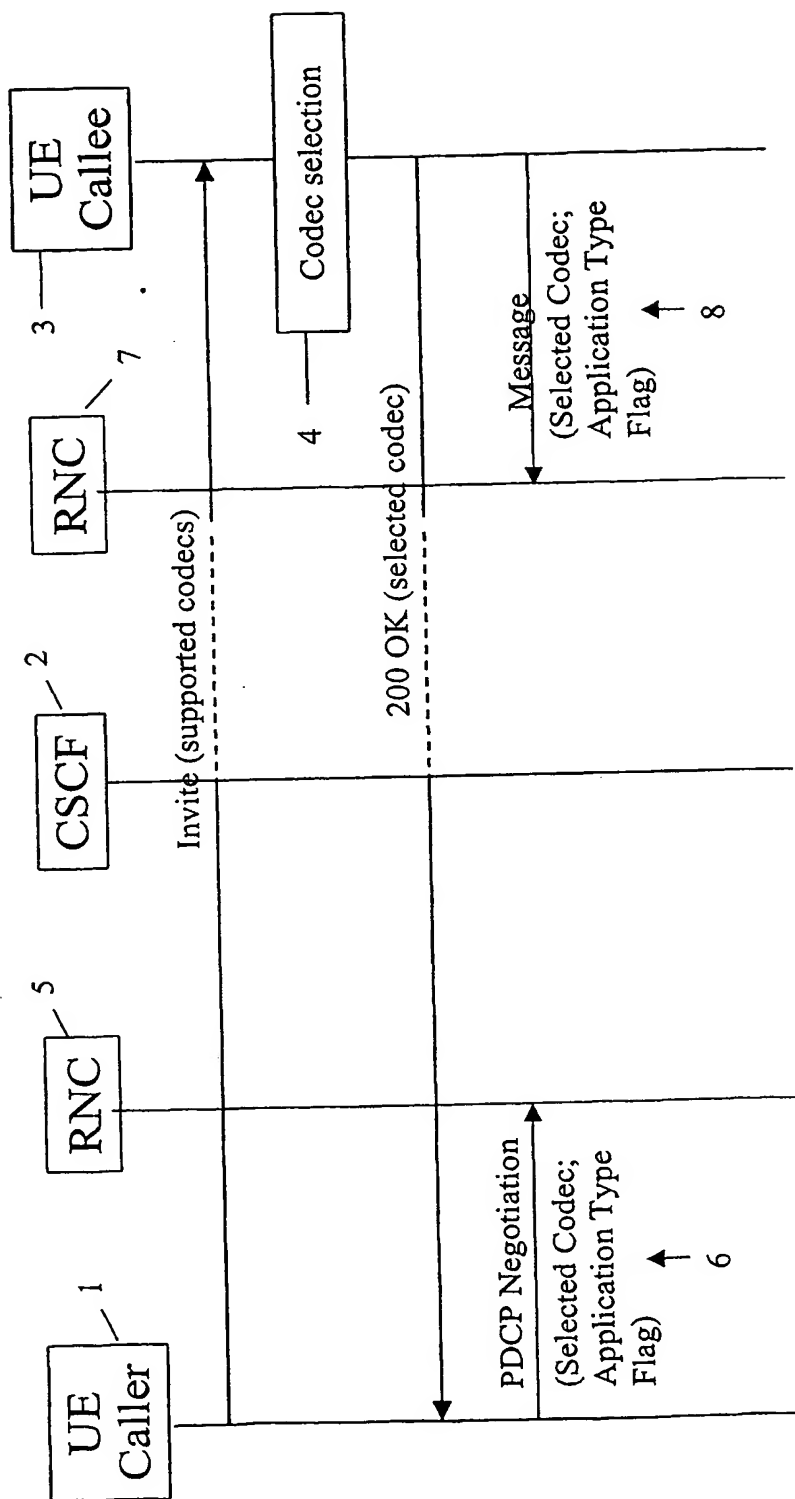 UE
Caller
1
RNC
5
CSCF
2
RNC
7
UE
Callee
3
Invite (supported codecs)
Codec selection
4
200 OK (selected codec)
PDCP Negotiation
(Selected Codec;
Application Type
Flag)
6
Message
(Selected Codec;
Application Type
Flag)
8